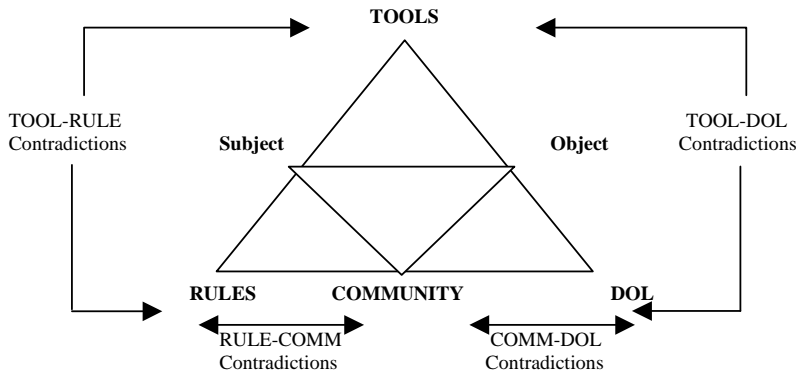 TOOLS
TOOL-RULE
Contradictions
Subject
Object
TOOL-DOL
Contradictions
RULES
COMMUNITY
DOL
RULE-COMM
Contradictions
COMM-DOL
Contradictions